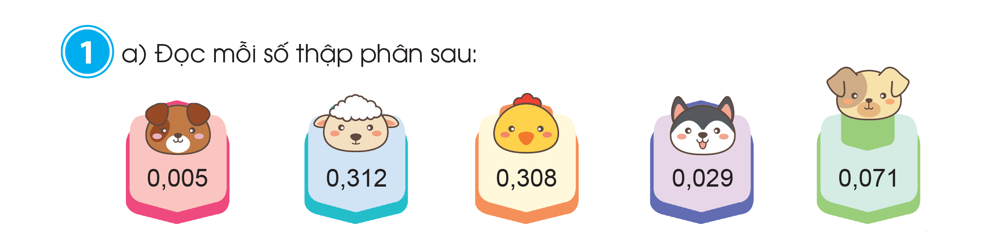 1 a) Đọc mỗi số thập phân sau:
0,005 0,312 0,308 0,029 0,071